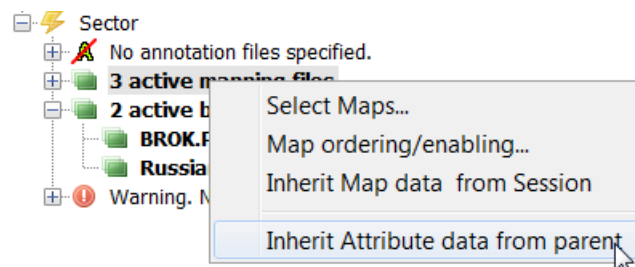 Sector
No annotation files specified.
3 active mapping files
2 active b
Select Maps...
BROK.
Map ordering/enabling...
Russia
Inherit Map data from Session
Warning. N
Inherit Attribute data from parent